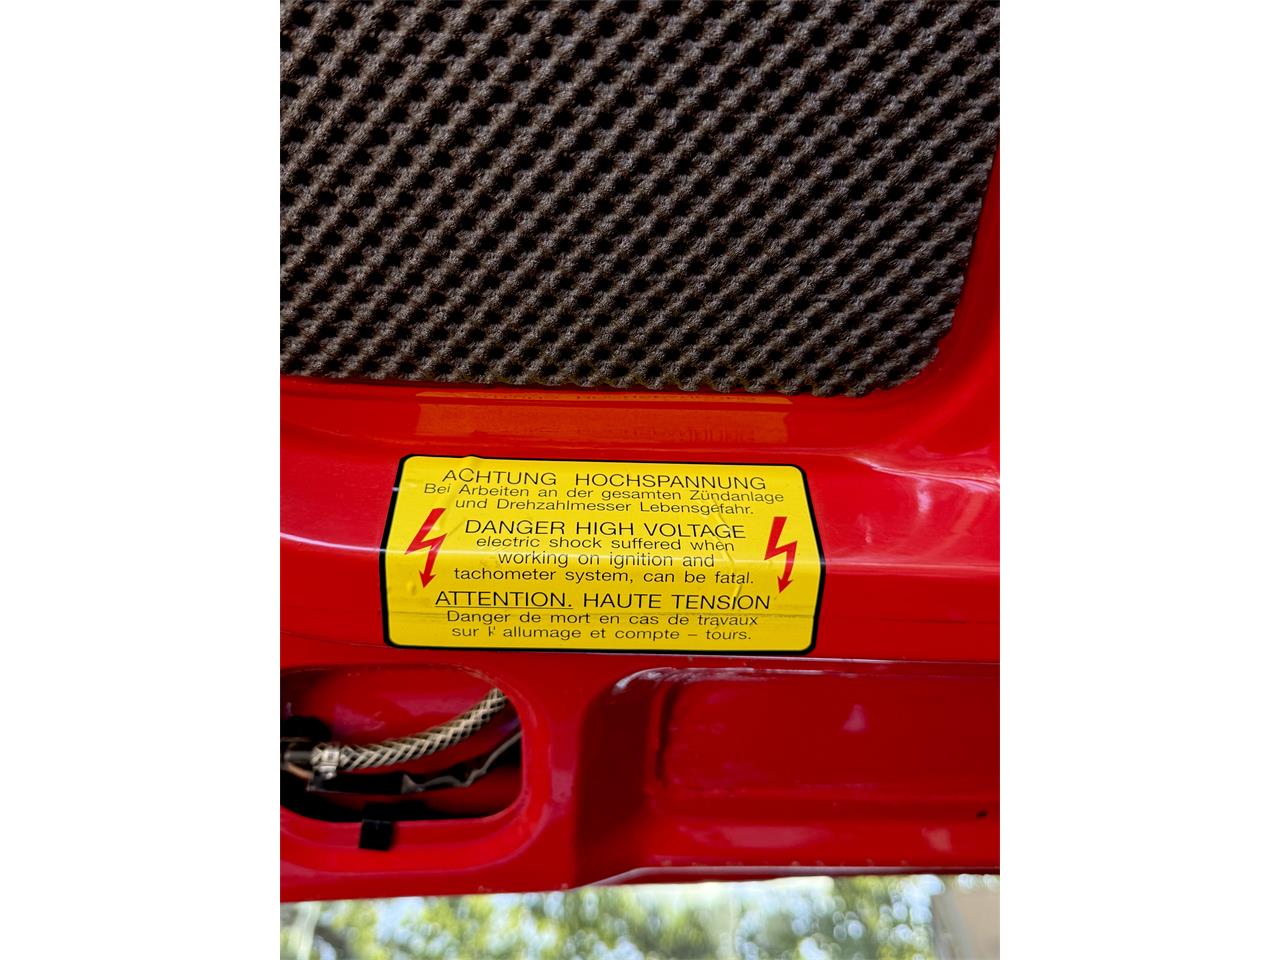 ACHTUNG HOCHSPANNUNG
Bei Arbeiten an der gesamten Zündanlage
und Drehzahlmesser Lebensgefahr.
DANGER HIGH VOLTAGE
electric shock suffered when
working on ignition and
tachometer system, can be fatal.
ATTENTION. HAUTE TENSION
Danger de mort en cas de travaux
sur l' allumage et compte – tours.